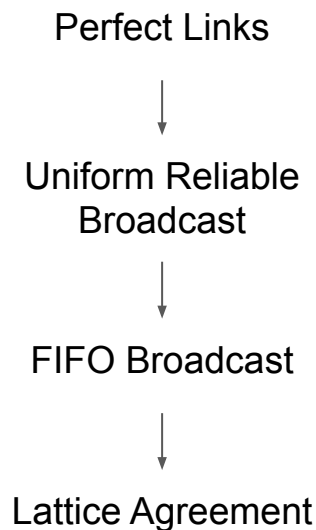 Perfect Links
Uniform Reliable
Broadcast
FIFO Broadcast
Lattice Agreement